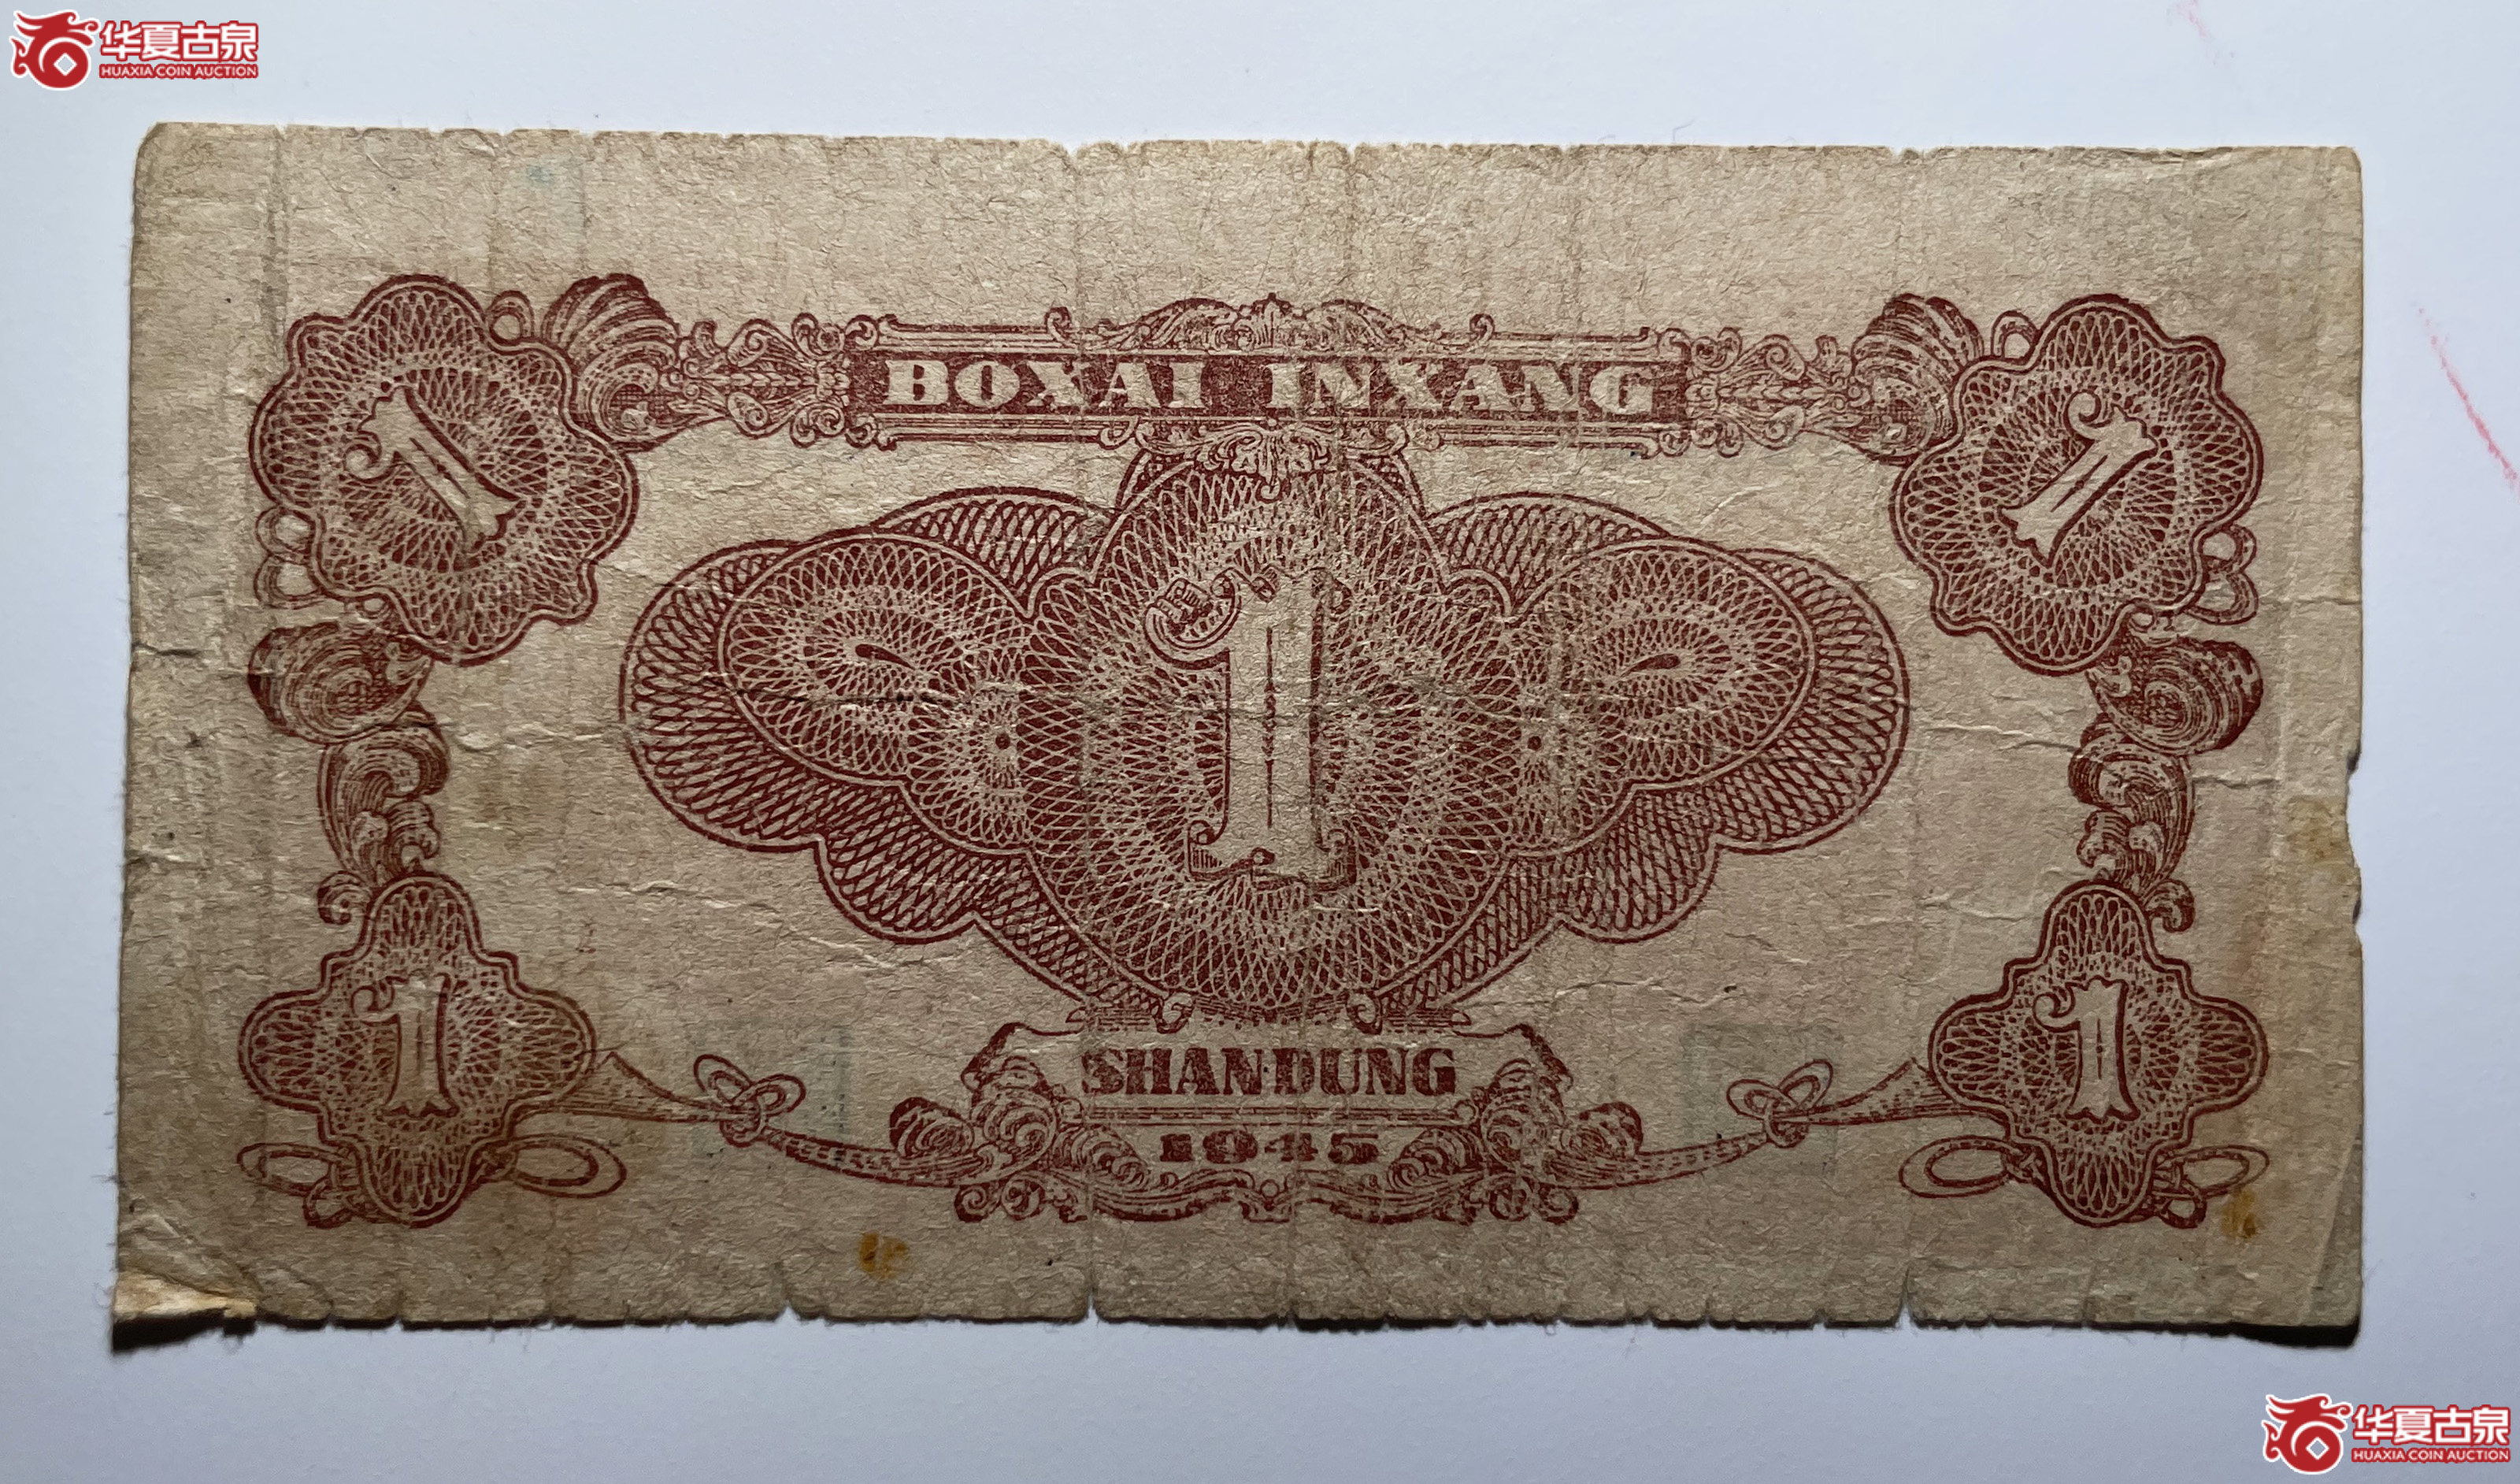 华夏古泉
HUAXIA COIN AUCTION
BOXAI INXANG
1
1
1
1
1
SHANDUNG
1945
华夏古泉
HUAXIA COIN AUCTION